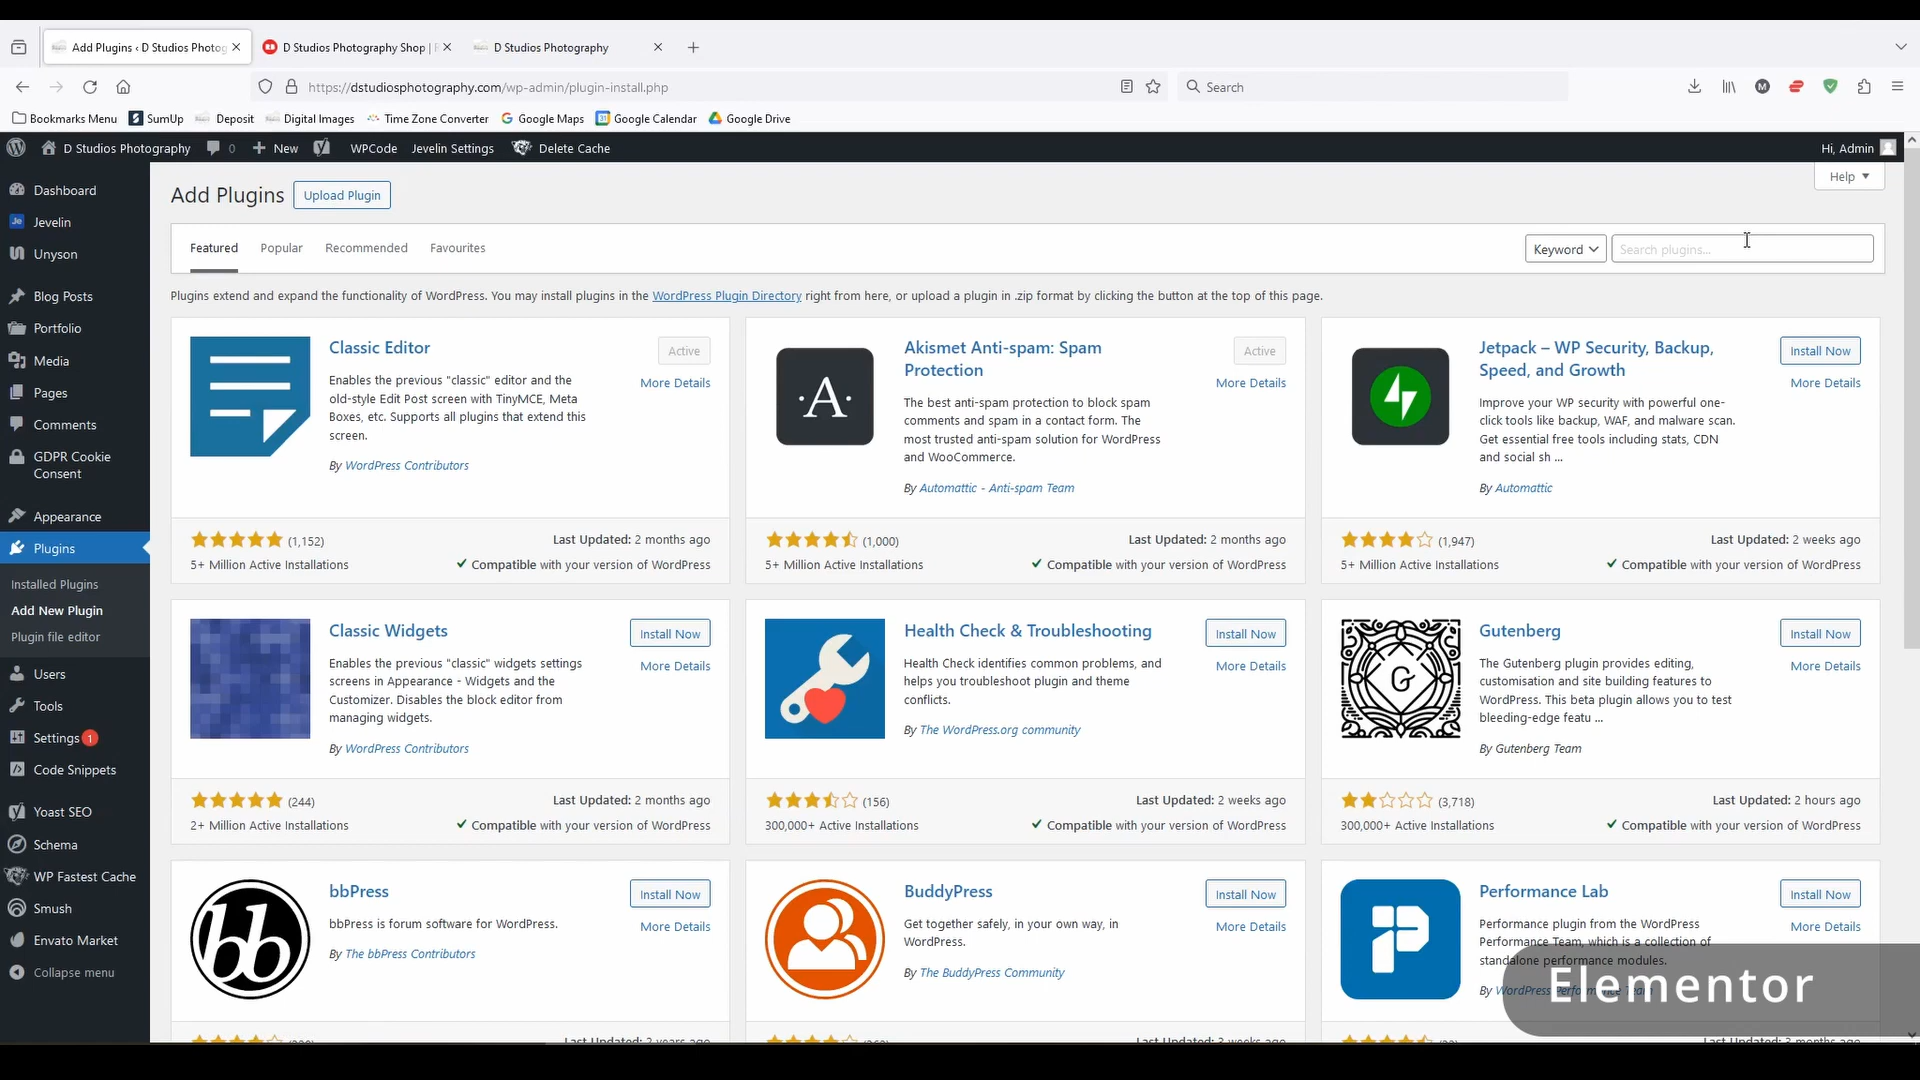 Add Plugins ‹ D Studios Photog
D Studios Photography Shop |
D Studios Photography
https://dstudiosphotography.com/wp-admin/plugin-install.php
Search
Bookmarks Menu
SumUp
Deposit
Digital Images
Time Zone Converter
Google Maps
Google Calendar
Google Drive
D Studios Photography
0
New
WPCode
Jevelin Settings
Delete Cache
Hi, Admin
Dashboard
Jevelin
Unyson
Blog Posts
Portfolio
Media
Pages
Comments
GDPR Cookie
Consent
Appearance
Plugins
Installed Plugins
Add New Plugin
Plugin file editor
Users
Tools
Settings 1
Code Snippets
Yoast SEO
Schema
WP Fastest Cache
Smush
Envato Market
Collapse menu
Add Plugins
Upload Plugin
Help
Featured
Popular
Recommended
Favourites
Keyword
Search plugins...
Plugins extend and expand the functionality of WordPress. You may install plugins in the WordPress Plugin Directory right from here, or upload a plugin in .zip format by clicking the button at the top of this page.
Classic Editor
Active
More Details
Enables the previous "classic" editor and the
old-style Edit Post screen with TinyMCE, Meta
Boxes, etc. Supports all plugins that extend this
screen.
By WordPress Contributors
(1,152)
Last Updated: 2 months ago
5+ Million Active Installations
Compatible with your version of WordPress
·A·
Akismet Anti-spam: Spam
Protection
Active
More Details
The best anti-spam protection to block spam
comments and spam in a contact form. The
most trusted anti-spam solution for WordPress
and WooCommerce.
By Automattic - Anti-spam Team
(1,000)
Last Updated: 2 months ago
5+ Million Active Installations
Compatible with your version of WordPress
Jetpack – WP Security, Backup,
Speed, and Growth
Install Now
More Details
Improve your WP security with powerful one-
click tools like backup, WAF, and malware scan.
Get essential free tools including stats, CDN
and social sh ...
By Automattic
(1,947)
Last Updated: 2 weeks ago
5+ Million Active Installations
Compatible with your version of WordPress
Classic Widgets
Install Now
More Details
Enables the previous "classic" widgets settings
screens in Appearance - Widgets and the
Customizer. Disables the block editor from
managing widgets.
By WordPress Contributors
(244)
Last Updated: 2 months ago
2+ Million Active Installations
Compatible with your version of WordPress
Health Check & Troubleshooting
Install Now
More Details
Health Check identifies common problems, and
helps you troubleshoot plugin and theme
conflicts.
By The WordPress.org community
(156)
Last Updated: 2 weeks ago
300,000+ Active Installations
Compatible with your version of WordPress
G
Gutenberg
Install Now
More Details
The Gutenberg plugin provides editing,
customisation and site building features to
WordPress. This beta plugin allows you to test
bleeding-edge featu ...
By Gutenberg Team
(3,718)
Last Updated: 2 hours ago
300,000+ Active Installations
Compatible with your version of WordPress
bb
bbPress
Install Now
More Details
bbPress is forum software for WordPress.
By The bbPress Contributors
Last Updated: 2 years ago
BuddyPress
Install Now
More Details
Get together safely, in your own way, in
WordPress.
By The BuddyPress Community
Last Updated: 3 weeks ago
Performance Lab
Install Now
More Details
Performance plugin from the WordPress
Performance Team, which is a collection of
standalone performance modules.
By WordPress Performance Team
Last Updated: 3 months ago
Elementor